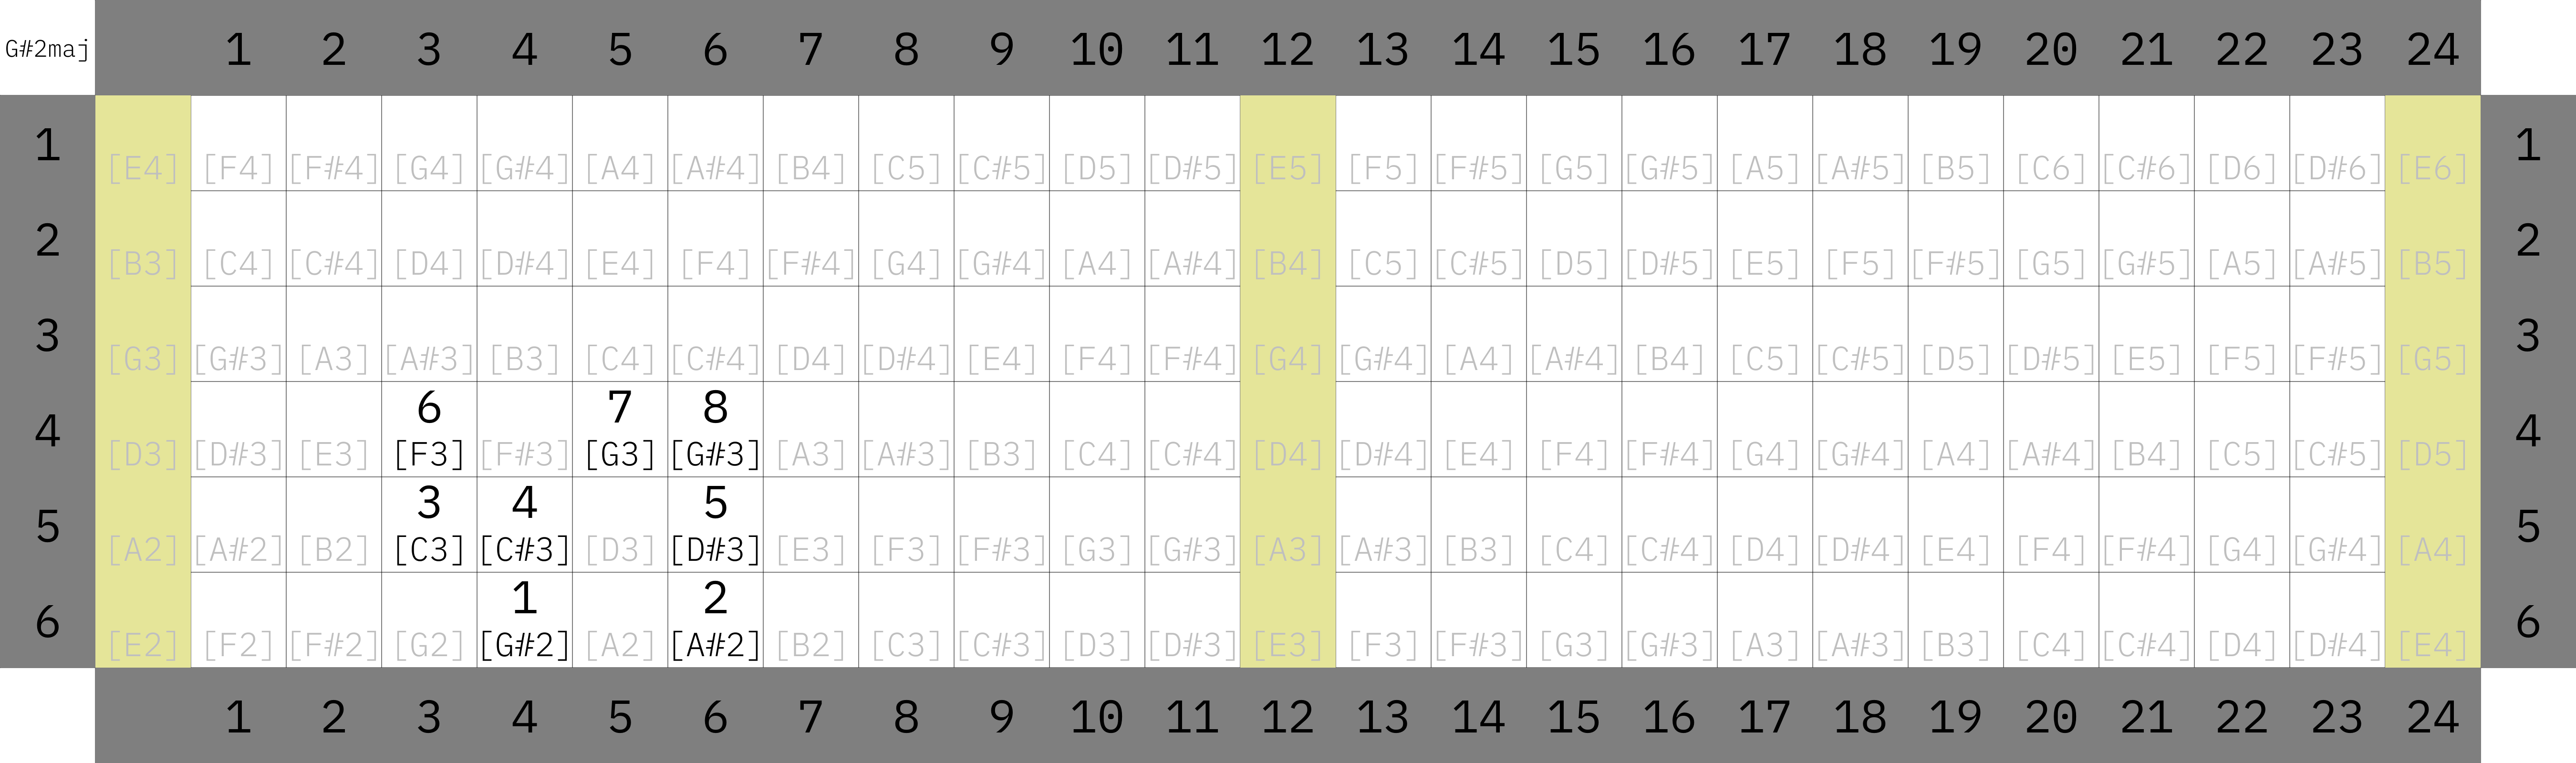 G#2maj 1 2 3 4 5 6 7 8 9 10 11 12 13 14 15 16 17 18 19 20 21 22 23 24
1 [E4] [F4] [F#4] [G4] [G#4] [A4] [A#4] [B4] [C5] [C#5] [D5] [D#5] [E5] [F5] [F#5] [G5] [G#5] [A5] [A#5] [B5] [C6] [C#6] [D6] [D#6] [E6] 1
2 [B3] [C4] [C#4] [D4] [D#4] [E4] [F4] [F#4] [G4] [G#4] [A4] [A#4] [B4] [C5] [C#5] [D5] [D#5] [E5] [F5] [F#5] [G5] [G#5] [A5] [A#5] [B5] 2
3 [G3] [G#3] [A3] [A#3] [B3] [C4] [C#4] [D4] [D#4] [E4] [F4] [F#4] [G4] [G#4] [A4] [A#4] [B4] [C5] [C#5] [D5] [D#5] [E5] [F5] [F#5] [G5] 3
6 7 8
4 [D3] [D#3] [E3] [F3] [F#3] [G3] [G#3] [A3] [A#3] [B3] [C4] [C#4] [D4] [D#4] [E4] [F4] [F#4] [G4] [G#4] [A4] [A#4] [B4] [C5] [C#5] [D5] 4
3 4 5
5 [A2] [A#2] [B2] [C3] [C#3] [D3] [D#3] [E3] [F3] [F#3] [G3] [G#3] [A3] [A#3] [B3] [C4] [C#4] [D4] [D#4] [E4] [F4] [F#4] [G4] [G#4] [A4] 5
1 2
6 [E2] [F2] [F#2] [G2] [G#2] [A2] [A#2] [B2] [C3] [C#3] [D3] [D#3] [E3] [F3] [F#3] [G3] [G#3] [A3] [A#3] [B3] [C4] [C#4] [D4] [D#4] [E4] 6
1 2 3 4 5 6 7 8 9 10 11 12 13 14 15 16 17 18 19 20 21 22 23 24